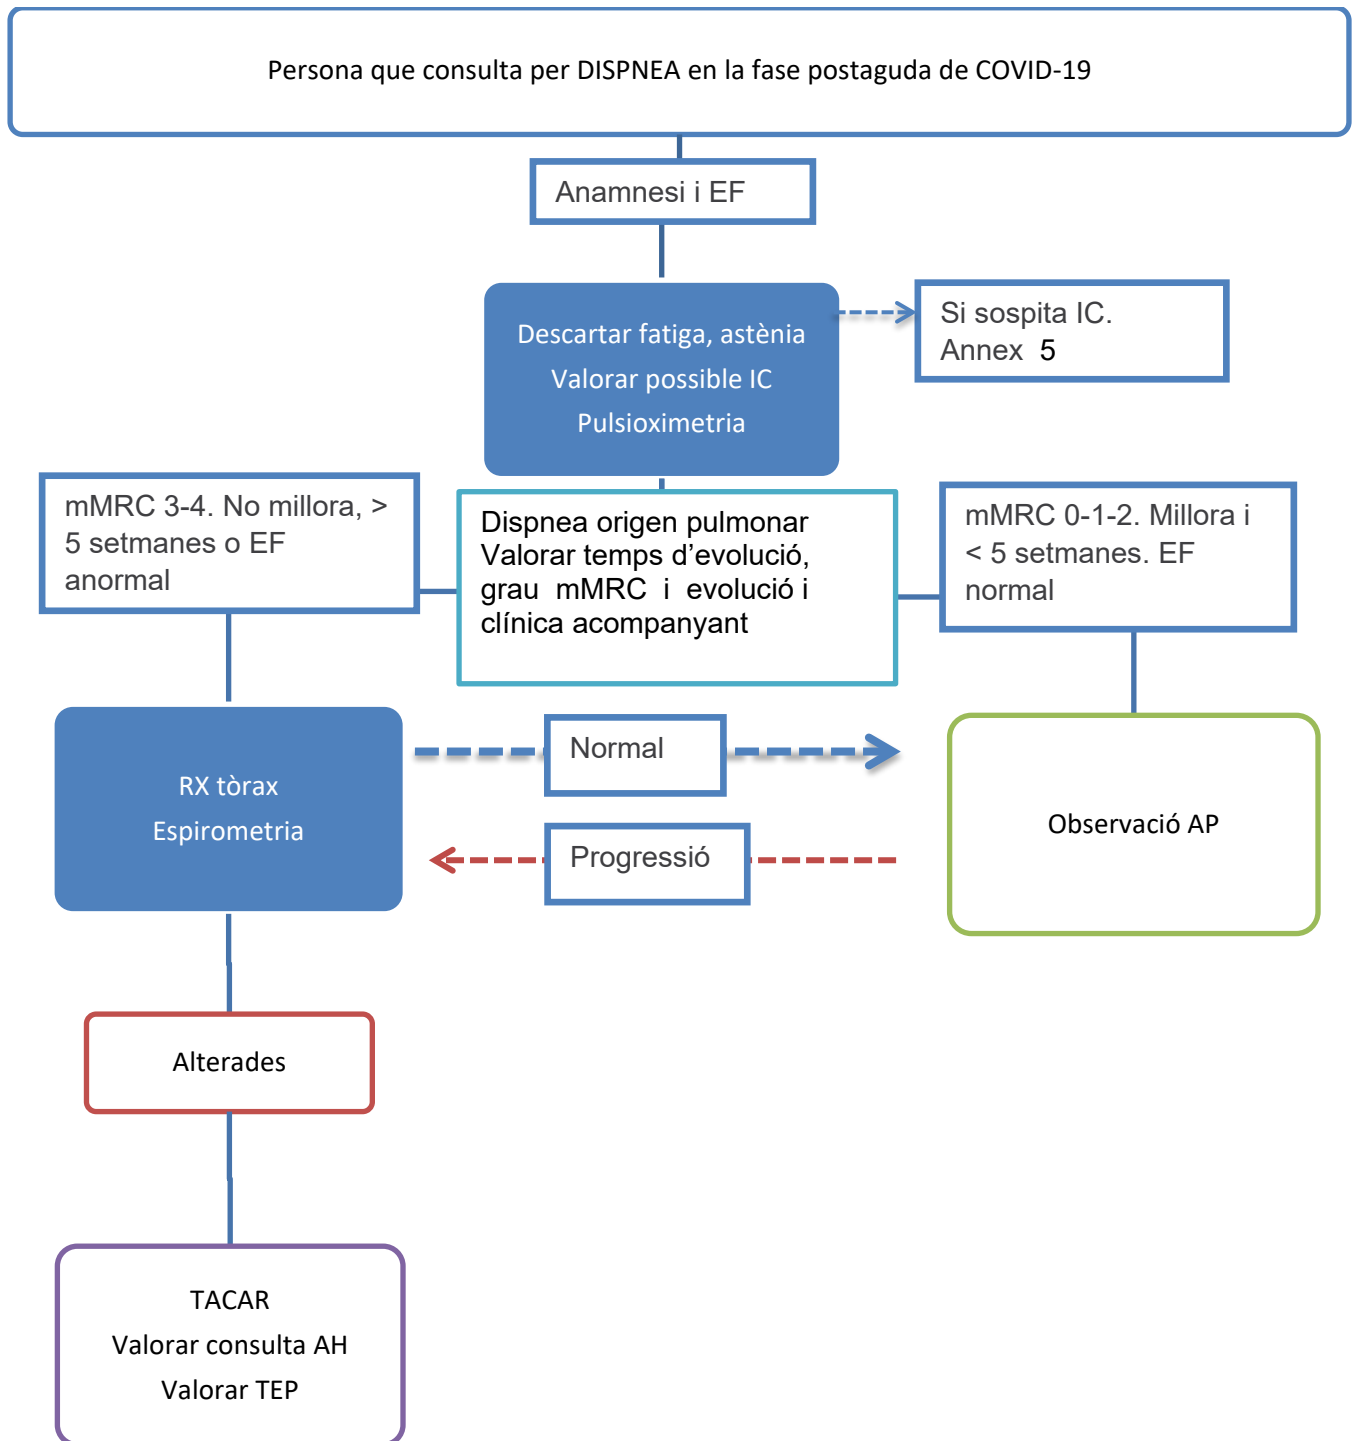 Persona que consulta per DISPNEA en la fase postaguda de COVID-19
Anamnesi i EF
Descartar fatiga, astènia
Valorar possible IC
Pulsioximetria
Si sospita IC.
Annex 5
mMRC 3-4. No millora, >
5 setmanes o EF
anormal
Dispnea origen pulmonar
Valorar temps d'evolució,
grau mMRC i evolució i
clínica acompanyant
mMRC 0-1-2. Millora i
< 5 setmanes. EF
normal
RX tòrax
Espirometria
Normal
Progressió
Observació AP
Alterades
TACAR
Valorar consulta AH
Valorar TEP